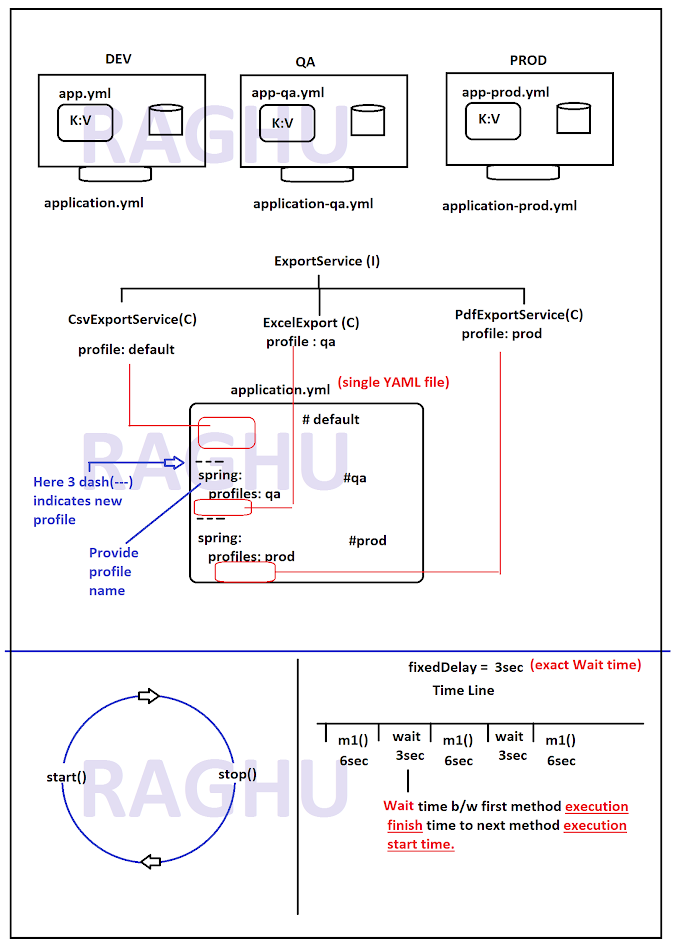 DEV
QA
PROD
app.yml
app-qa.yml
app-prod.yml
K:V
K:V
K:V
RAGHU
application.yml
application-qa.yml
application-prod.yml
ExportService (I)
CsvExportService(C)
profile: default
ExcelExport (C)
profile : qa
PdfExportService(C)
profile: prod
application.yml
(single YAML file)
# default
RAGHU
---
spring:
profiles: qa
#qa
---
spring:
profiles: prod
#prod
Here 3 dash(---)
indicates new
profile
Provide
profile
name
fixedDelay = 3sec (exact Wait time)
Time Line
start()
stop()
RAGHU
m1()
6sec
wait
3sec
m1()
6sec
wait
3sec
m1()
6sec
Wait time b/w first method execution
finish time to next method execution
start time.